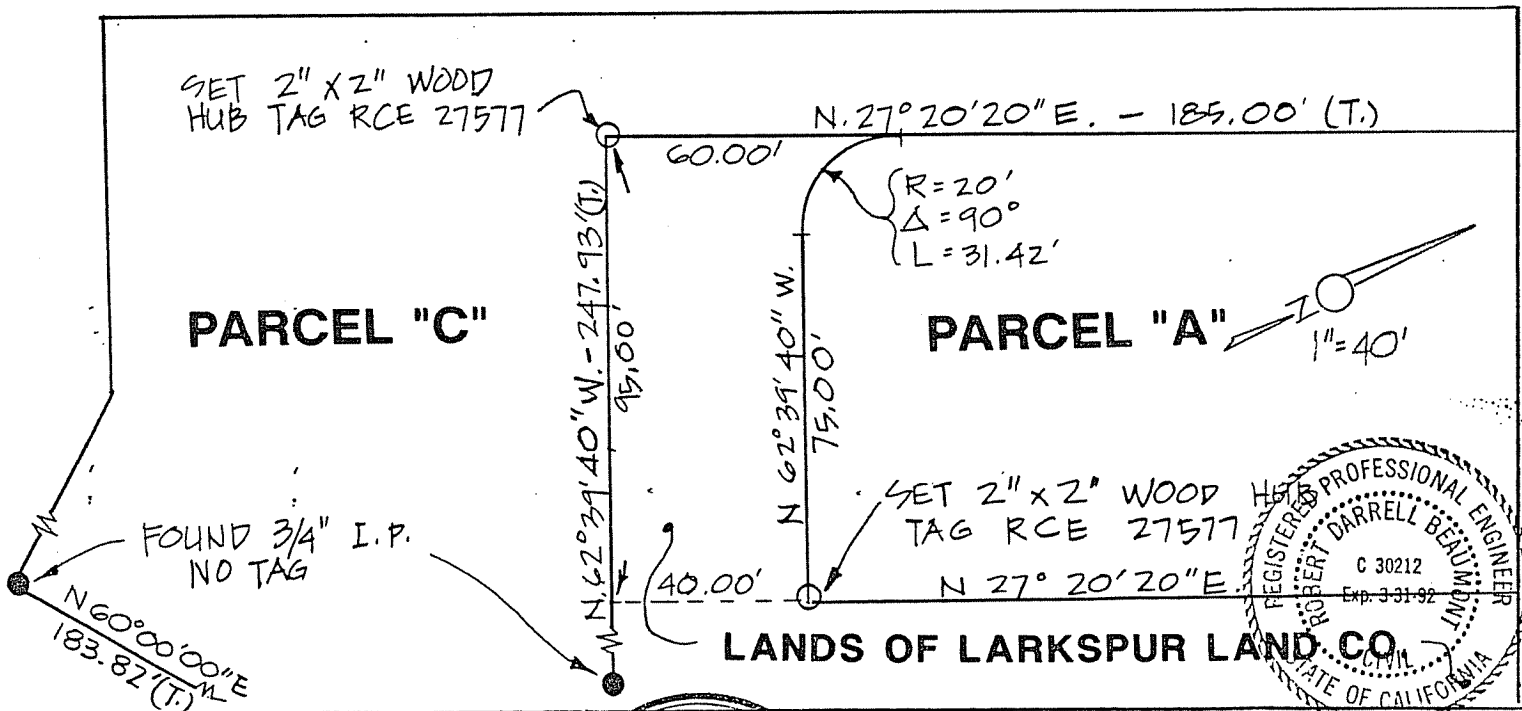 SET 2" X 2" WOOD
HUB TAG RCE 27577
N. 27° 20' 20" E. - 185.00' (T.)
60.00'
R = 20'
Δ = 90°
L = 31.42'
N. 62° 39' 40" W. - 247.93' (T.)
95.00'
N 62° 39' 40" W.
75.00'
PARCEL "C"
PARCEL "A"
N
1" = 40'
SET 2" x 2" WOOD HUB
TAG RCE 27577
FOUND 3/4" I.P.
NO TAG
40.00'
N 27° 20' 20" E
N 60° 00' 00" E
183.82' (T.)
LANDS OF LARKSPUR LAND CO.
REGISTERED PROFESSIONAL ENGINEER
ROBERT DARRELL BEAUMONT
C 30212
Exp. 3-31-92
CIVIL
STATE OF CALIFORNIA